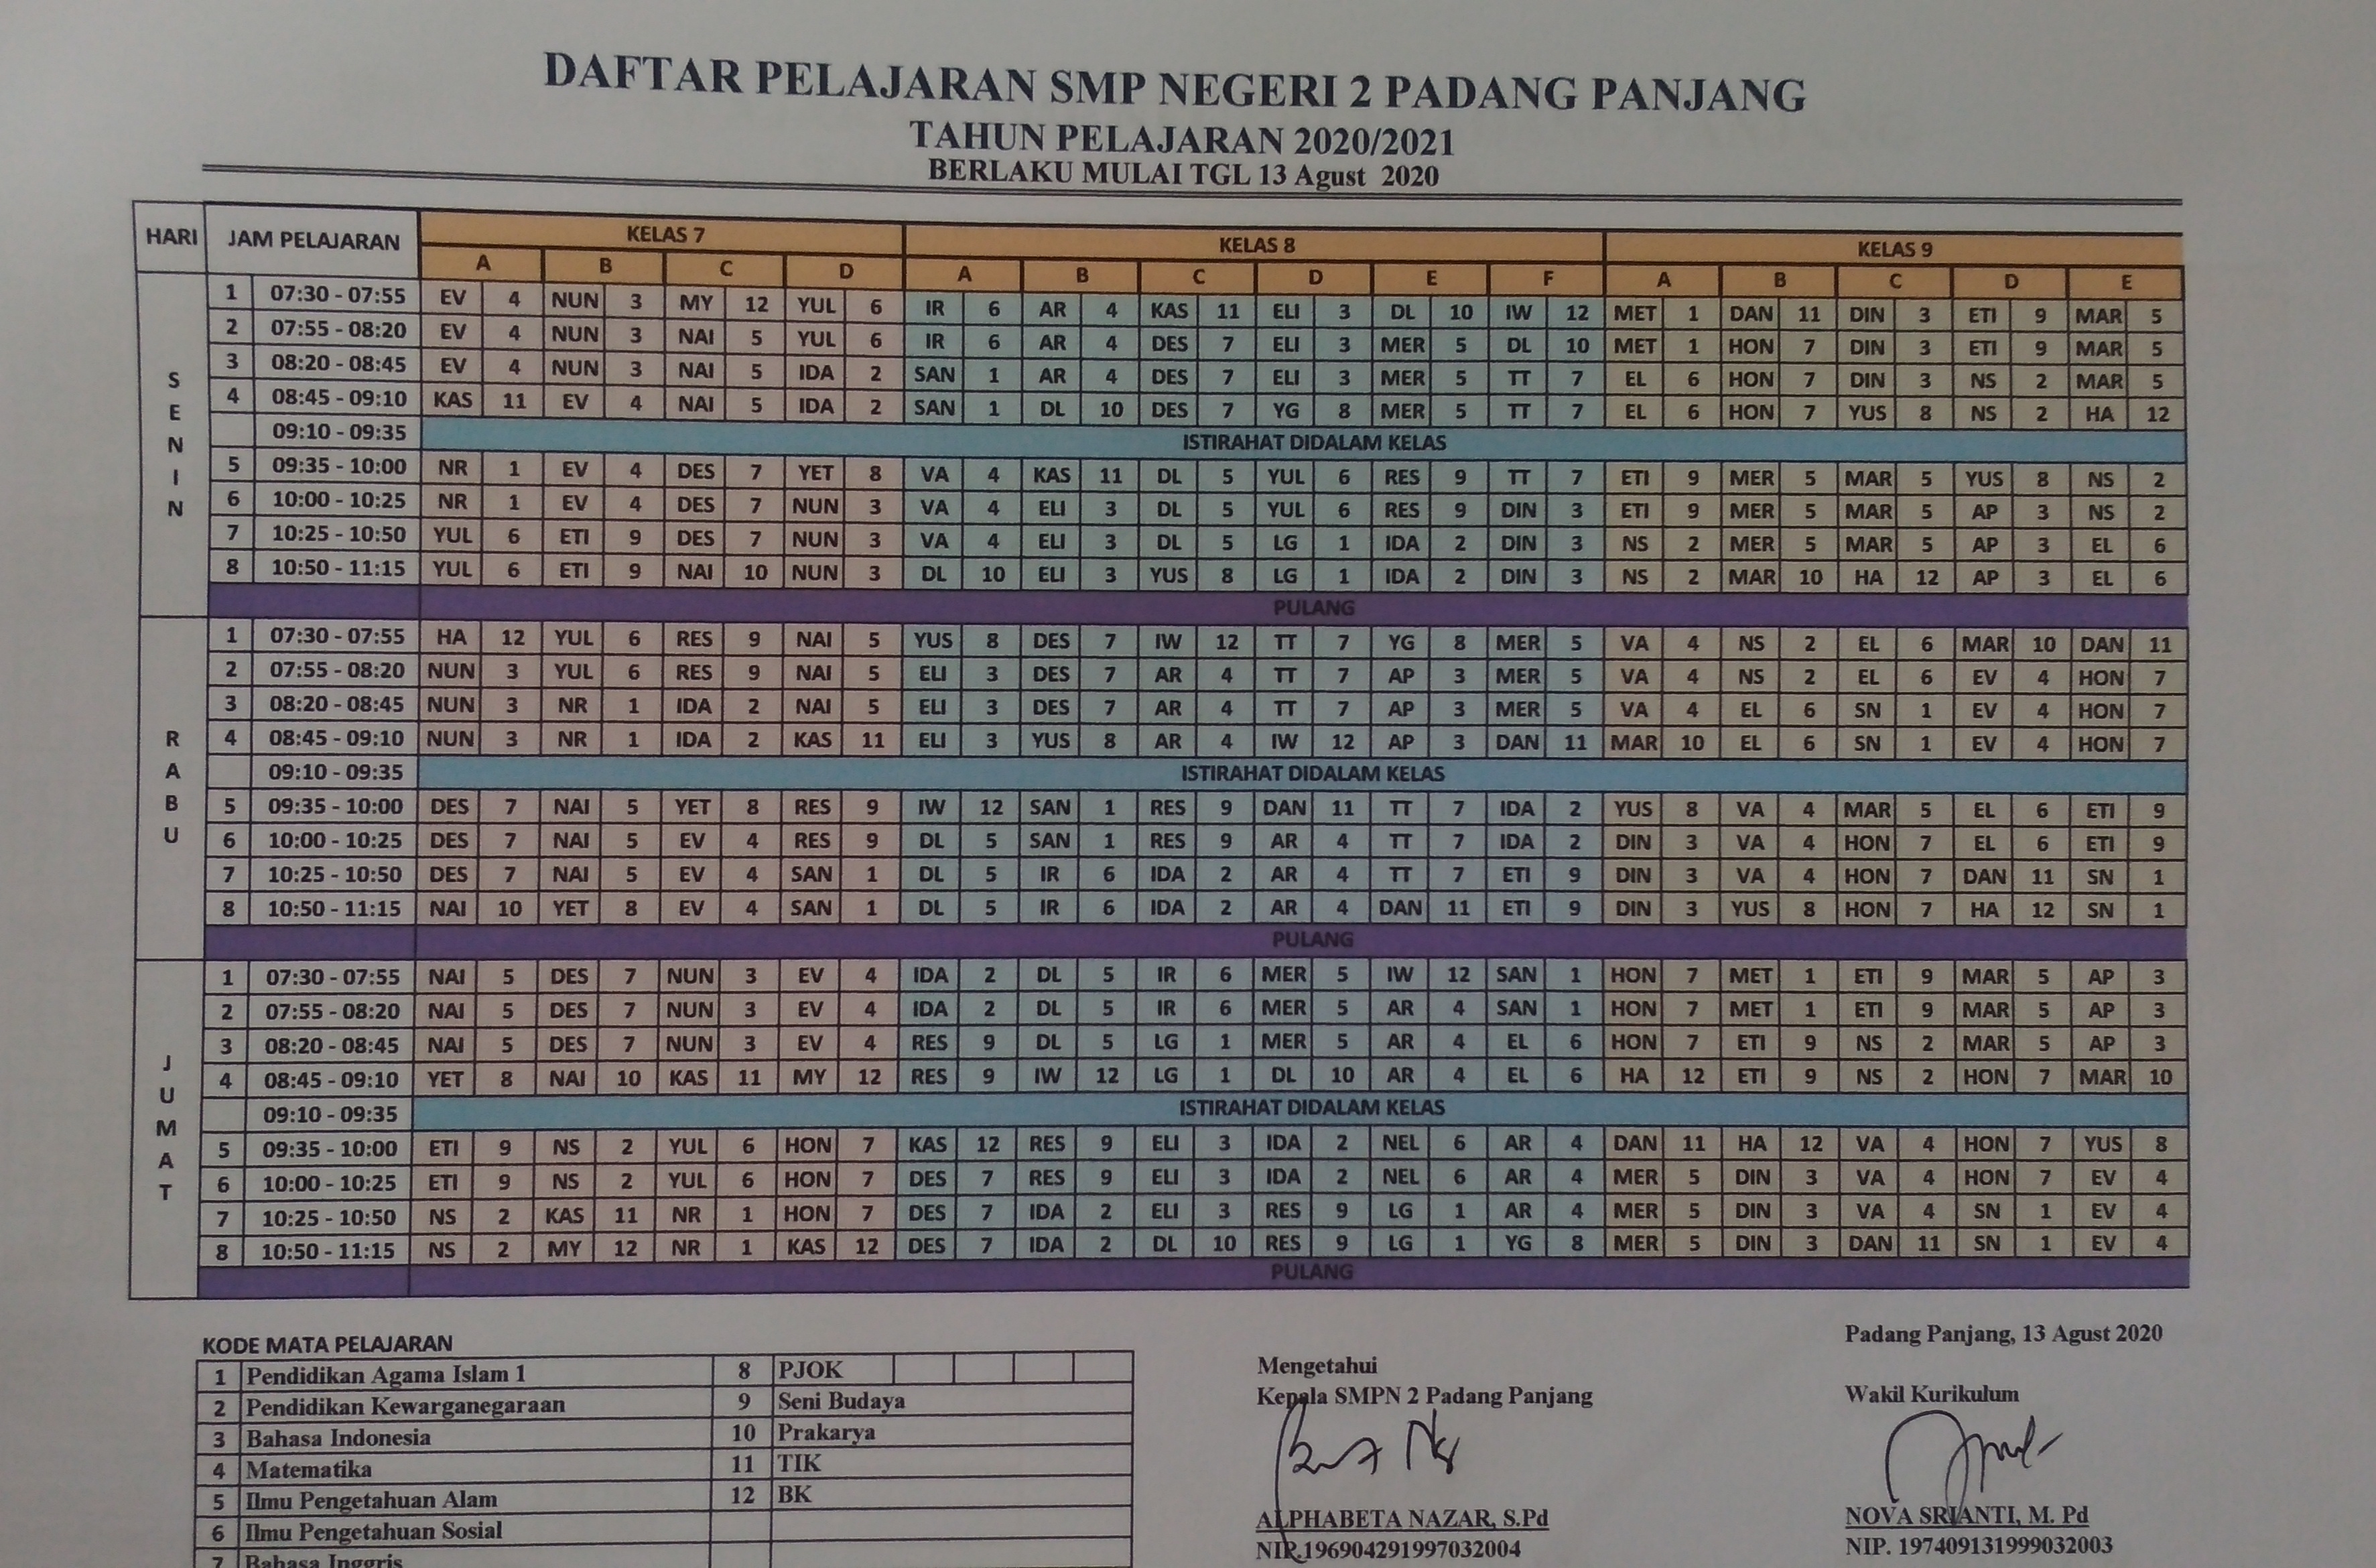 DAFTAR PELAJARAN SMP NEGERI 2 PADANG PANJANG
TAHUN PELAJARAN 2020/2021
BERLAKU MULAI TGL 13 Agust 2020
HARI JAM PELAJARAN KELAS 7 KELAS 8 KELAS 9
A B C D A B C D E F A B C D E
SENIN
1 07:30 - 07:55 EV 4 NUN 3 MY 12 YUL 6 IR 6 AR 4 KAS 11 ELI 3 DL 10 IW 12 MET 1 DAN 11 DIN 3 ETI 9 MAR 5
2 07:55 - 08:20 EV 4 NUN 3 NAI 5 YUL 6 IR 6 AR 4 DES 7 ELI 3 MER 5 DL 10 MET 1 HON 7 DIN 3 ETI 9 MAR 5
3 08:20 - 08:45 EV 4 NUN 3 NAI 5 IDA 2 SAN 1 AR 4 DES 7 ELI 3 MER 5 TT 7 EL 6 HON 7 DIN 3 NS 2 MAR 5
4 08:45 - 09:10 KAS 11 EV 4 NAI 5 IDA 2 SAN 1 DL 10 DES 7 YG 8 MER 5 TT 7 EL 6 HON 7 YUS 8 NS 2 HA 12
09:10 - 09:35 ISTIRAHAT DIDALAM KELAS
5 09:35 - 10:00 NR 1 EV 4 DES 7 YET 8 VA 4 KAS 11 DL 5 YUL 6 RES 9 TT 7 ETI 9 MER 5 MAR 5 YUS 8 NS 2
6 10:00 - 10:25 NR 1 EV 4 DES 7 NUN 3 VA 4 ELI 3 DL 5 YUL 6 RES 9 DIN 3 ETI 9 MER 5 MAR 5 AP 3 NS 2
7 10:25 - 10:50 YUL 6 ETI 9 DES 7 NUN 3 VA 4 ELI 3 DL 5 LG 1 IDA 2 DIN 3 NS 2 MER 5 MAR 5 AP 3 EL 6
8 10:50 - 11:15 YUL 6 ETI 9 NAI 10 NUN 3 DL 10 ELI 3 YUS 8 LG 1 IDA 2 DIN 3 NS 2 MAR 10 HA 12 AP 3 EL 6
PULANG
RABU
1 07:30 - 07:55 HA 12 YUL 6 RES 9 NAI 5 YUS 8 DES 7 IW 12 TT 7 YG 8 MER 5 VA 4 NS 2 EL 6 MAR 10 DAN 11
2 07:55 - 08:20 NUN 3 YUL 6 RES 9 NAI 5 ELI 3 DES 7 AR 4 TT 7 AP 3 MER 5 VA 4 NS 2 EL 6 EV 4 HON 7
3 08:20 - 08:45 NUN 3 NR 1 IDA 2 NAI 5 ELI 3 DES 7 AR 4 TT 7 AP 3 MER 5 VA 4 EL 6 SN 1 EV 4 HON 7
4 08:45 - 09:10 NUN 3 NR 1 IDA 2 KAS 11 ELI 3 YUS 8 AR 4 IW 12 AP 3 DAN 11 MAR 10 EL 6 SN 1 EV 4 HON 7
09:10 - 09:35 ISTIRAHAT DIDALAM KELAS
5 09:35 - 10:00 DES 7 NAI 5 YET 8 RES 9 IW 12 SAN 1 RES 9 DAN 11 TT 7 IDA 2 YUS 8 VA 4 MAR 5 EL 6 ETI 9
6 10:00 - 10:25 DES 7 NAI 5 EV 4 RES 9 DL 5 SAN 1 RES 9 AR 4 TT 7 IDA 2 DIN 3 VA 4 HON 7 EL 6 ETI 9
7 10:25 - 10:50 DES 7 NAI 5 EV 4 SAN 1 DL 5 IR 6 IDA 2 AR 4 TT 7 ETI 9 DIN 3 VA 4 HON 7 DAN 11 SN 1
8 10:50 - 11:15 NAI 10 YET 8 EV 4 SAN 1 DL 5 IR 6 IDA 2 AR 4 DAN 11 ETI 9 DIN 3 YUS 8 HON 7 HA 12 SN 1
PULANG
JUMAT
1 07:30 - 07:55 NAI 5 DES 7 NUN 3 EV 4 IDA 2 DL 5 IR 6 MER 5 IW 12 SAN 1 HON 7 MET 1 ETI 9 MAR 5 AP 3
2 07:55 - 08:20 NAI 5 DES 7 NUN 3 EV 4 IDA 2 DL 5 IR 6 MER 5 AR 4 SAN 1 HON 7 MET 1 ETI 9 MAR 5 AP 3
3 08:20 - 08:45 NAI 5 DES 7 NUN 3 EV 4 RES 9 DL 5 LG 1 MER 5 AR 4 EL 6 HON 7 ETI 9 NS 2 MAR 5 AP 3
4 08:45 - 09:10 YET 8 NAI 10 KAS 11 MY 12 RES 9 IW 12 LG 1 DL 10 AR 4 EL 6 HA 12 ETI 9 NS 2 HON 7 MAR 10
09:10 - 09:35 ISTIRAHAT DIDALAM KELAS
5 09:35 - 10:00 ETI 9 NS 2 YUL 6 HON 7 KAS 12 RES 9 ELI 3 IDA 2 NEL 6 AR 4 DAN 11 HA 12 VA 4 HON 7 YUS 8
6 10:00 - 10:25 ETI 9 NS 2 YUL 6 HON 7 DES 7 RES 9 ELI 3 IDA 2 NEL 6 AR 4 MER 5 DIN 3 VA 4 HON 7 EV 4
7 10:25 - 10:50 NS 2 KAS 11 NR 1 HON 7 DES 7 IDA 2 ELI 3 RES 9 LG 1 AR 4 MER 5 DIN 3 VA 4 SN 1 EV 4
8 10:50 - 11:15 NS 2 MY 12 NR 1 KAS 12 DES 7 IDA 2 DL 10 RES 9 LG 1 YG 8 MER 5 DIN 3 DAN 11 SN 1 EV 4
PULANG
KODE MATA PELAJARAN
1 Pendidikan Agama Islam 1 8 PJOK
2 Pendidikan Kewarganegaraan 9 Seni Budaya
3 Bahasa Indonesia 10 Prakarya
4 Matematika 11 TIK
5 Ilmu Pengetahuan Alam 12 BK
6 Ilmu Pengetahuan Sosial
7 Bahasa Inggris
Mengetahui
Kepala SMPN 2 Padang Panjang
ALPHABETA NAZAR, S.Pd
NIP.196904291997032004
Padang Panjang, 13 Agust 2020
Wakil Kurikulum
NOVA SRIANTI, M. Pd
NIP. 197409131999032003